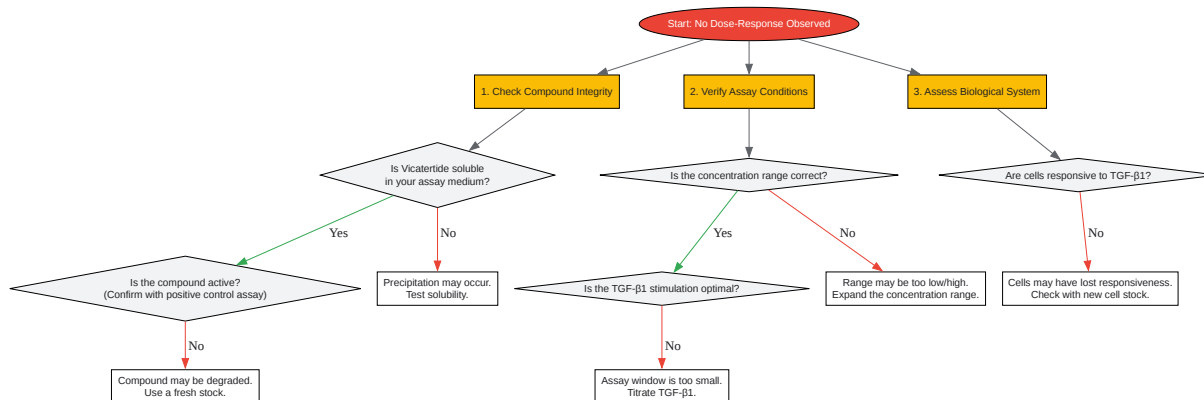 Start: No Dose-Response Observed
1. Check Compound Integrity
2. Verify Assay Conditions
3. Assess Biological System
Is Vicatertide soluble
in your assay medium?
Is the concentration range correct?
Are cells responsive to TGF-β1?
Yes
No
Yes
No
No
Is the compound active?
(Confirm with positive control assay)
Precipitation may occur.
Test solubility.
Is the TGF-β1 stimulation optimal?
Range may be too low/high.
Expand the concentration range.
Cells may have lost responsiveness.
Check with new cell stock.
No
No
Compound may be degraded.
Use a fresh stock.
Assay window is too small.
Titrate TGF-β1.